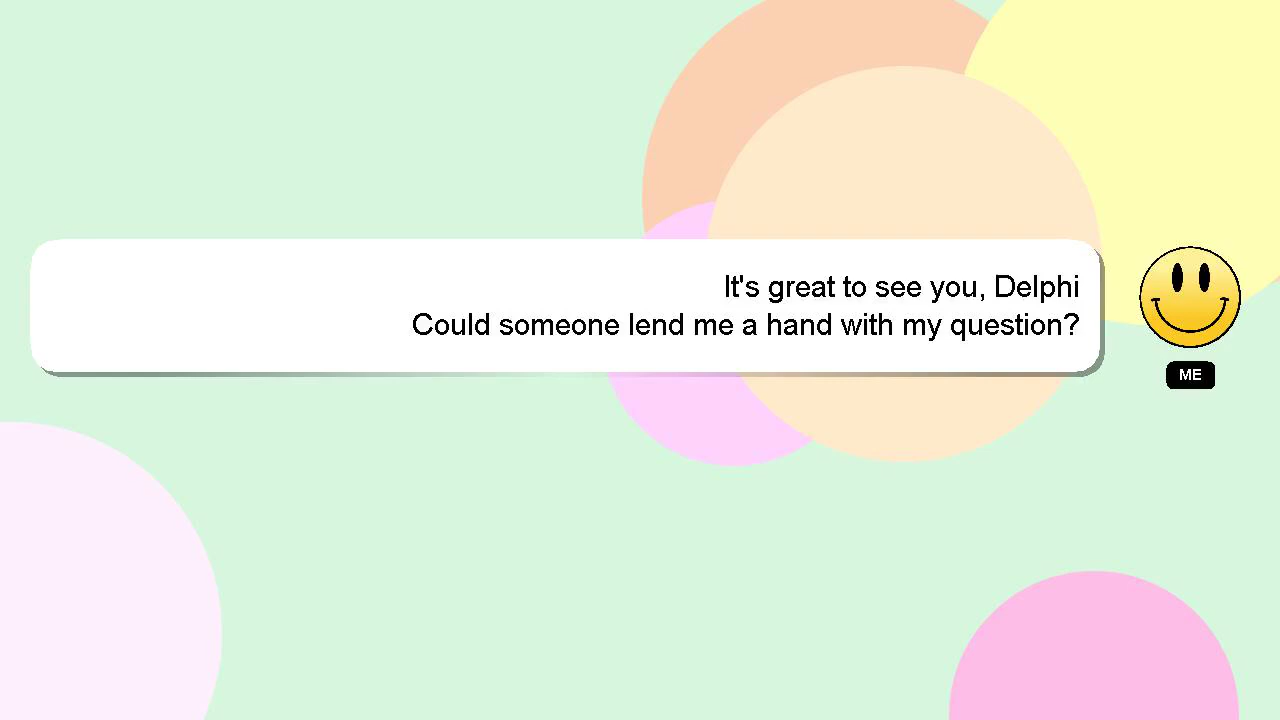 It's great to see you, Delphi
Could someone lend me a hand with my question?
ME